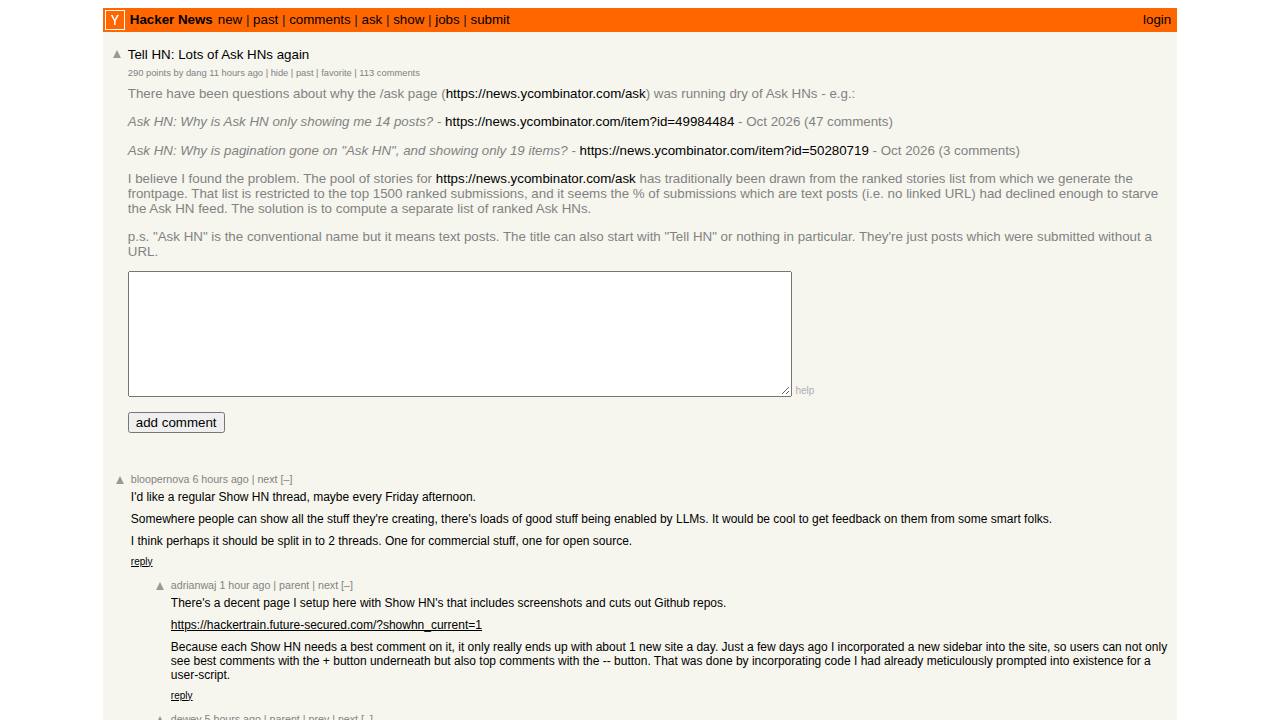 Y Hacker News new | past | comments | ask | show | jobs | submit login
▲ Tell HN: Lots of Ask HNs again
290 points by dang 11 hours ago | hide | past | favorite | 113 comments
There have been questions about why the /ask page (https://news.ycombinator.com/ask) was running dry of Ask HNs - e.g.:
Ask HN: Why is Ask HN only showing me 14 posts? - https://news.ycombinator.com/item?id=49984484 - Oct 2026 (47 comments)
Ask HN: Why is pagination gone on "Ask HN", and showing only 19 items? - https://news.ycombinator.com/item?id=50280719 - Oct 2026 (3 comments)
I believe I found the problem. The pool of stories for https://news.ycombinator.com/ask has traditionally been drawn from the ranked stories list from which we generate the
frontpage. That list is restricted to the top 1500 ranked submissions, and it seems the % of submissions which are text posts (i.e. no linked URL) had declined enough to starve
the Ask HN feed. The solution is to compute a separate list of ranked Ask HNs.
p.s. "Ask HN" is the conventional name but it means text posts. The title can also start with "Tell HN" or nothing in particular. They're just posts which were submitted without a
URL.
help
add comment
▲ bloopernova 6 hours ago | next [–]
I'd like a regular Show HN thread, maybe every Friday afternoon.
Somewhere people can show all the stuff they're creating, there's loads of good stuff being enabled by LLMs. It would be cool to get feedback on them from some smart folks.
I think perhaps it should be split in to 2 threads. One for commercial stuff, one for open source.
reply
▲ adrianwaj 1 hour ago | parent | next [–]
There's a decent page I setup here with Show HN's that includes screenshots and cuts out Github repos.
https://hackertrain.future-secured.com/?showhn_current=1
Because each Show HN needs a best comment on it, it only really ends up with about 1 new site a day. Just a few days ago I incorporated a new sidebar into the site, so users can not only
see best comments with the + button underneath but also top comments with the -- button. That was done by incorporating code I had already meticulously prompted into existence for a
user-script.
reply
▲ dewey 5 hours ago | parent | prev | next [–]